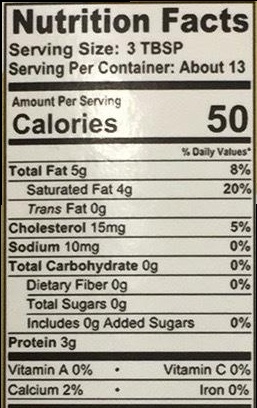 Nutrition Facts
Serving Size: 3 TBSP
Serving Per Container: About 13
Amount Per Serving
Calories 50
% Daily Values*
Total Fat 5g 8%
Saturated Fat 4g 20%
Trans Fat 0g
Cholesterol 15mg 5%
Sodium 10mg 0%
Total Carbohydrate 0g 0%
Dietary Fiber 0g 0%
Total Sugars 0g
Includes 0g Added Sugars 0%
Protein 3g
Vitamin A 0% • Vitamin C 0%
Calcium 2% • Iron 0%